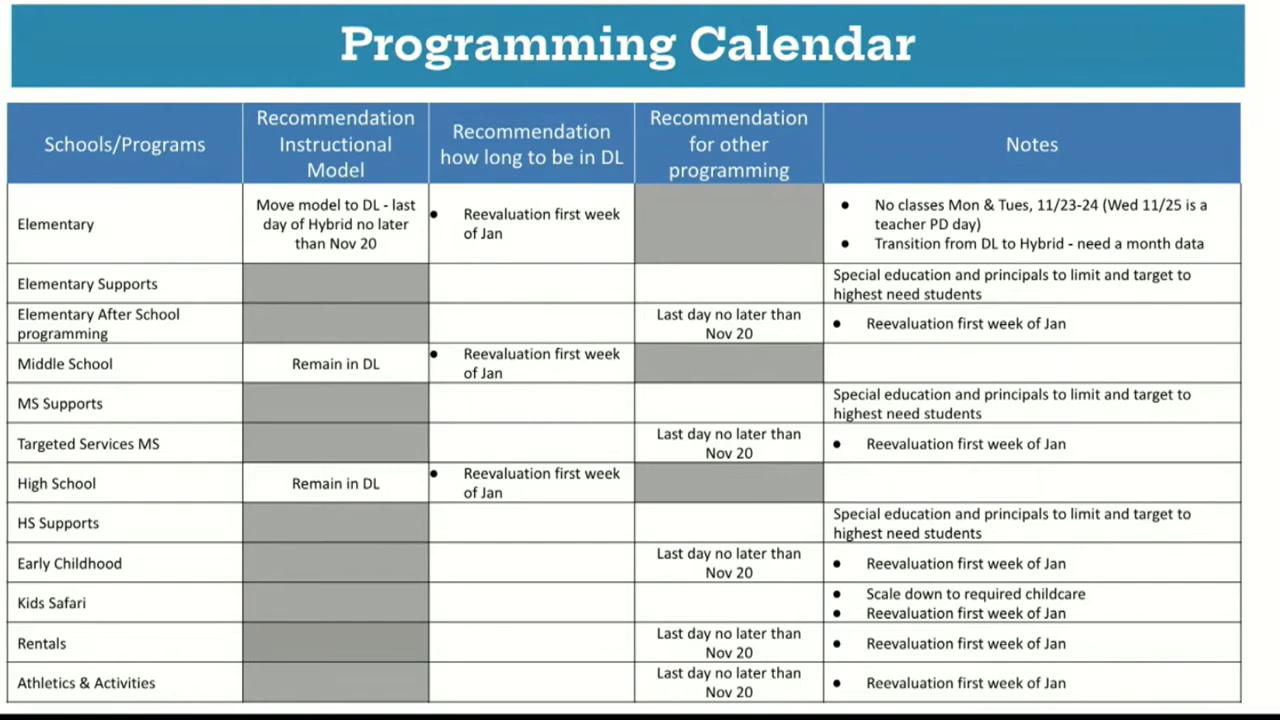 Programming Calendar
Schools/Programs
Recommendation
Instructional
Model
Recommendation
how long to be in DL
Recommendation
for other
programming
Notes
Elementary
Move model to DL - last
day of Hybrid no later
than Nov 20
● Reevaluation first week
of Jan
● No classes Mon & Tues, 11/23-24 (Wed 11/25 is a
teacher PD day)
● Transition from DL to Hybrid - need a month data
Elementary Supports
Special education and principals to limit and target to
highest need students
Elementary After School
programming
Last day no later than
Nov 20
● Reevaluation first week of Jan
Middle School
Remain in DL
● Reevaluation first week
of Jan
MS Supports
Special education and principals to limit and target to
highest need students
Targeted Services MS
Last day no later than
Nov 20
● Reevaluation first week of Jan
High School
Remain in DL
● Reevaluation first week
of Jan
HS Supports
Special education and principals to limit and target to
highest need students
Early Childhood
Last day no later than
Nov 20
● Reevaluation first week of Jan
Kids Safari
● Scale down to required childcare
● Reevaluation first week of Jan
Rentals
Last day no later than
Nov 20
● Reevaluation first week of Jan
Athletics & Activities
Last day no later than
Nov 20
● Reevaluation first week of Jan